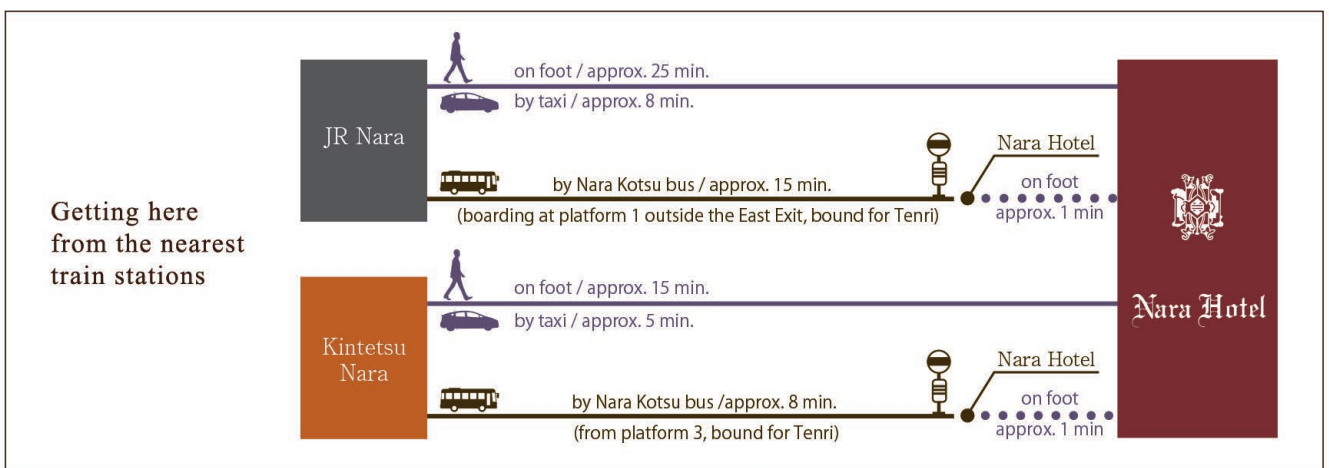 Getting here
from the nearest
train stations
JR Nara
on foot / approx. 25 min.
by taxi / approx. 8 min.
by Nara Kotsu bus / approx. 15 min.
(boarding at platform 1 outside the East Exit, bound for Tenri)
Nara Hotel
on foot
approx. 1 min
Kintetsu
Nara
on foot / approx. 15 min.
by taxi / approx. 5 min.
by Nara Kotsu bus /approx. 8 min.
(from platform 3, bound for Tenri)
Nara Hotel
on foot
approx. 1 min
Nara Hotel